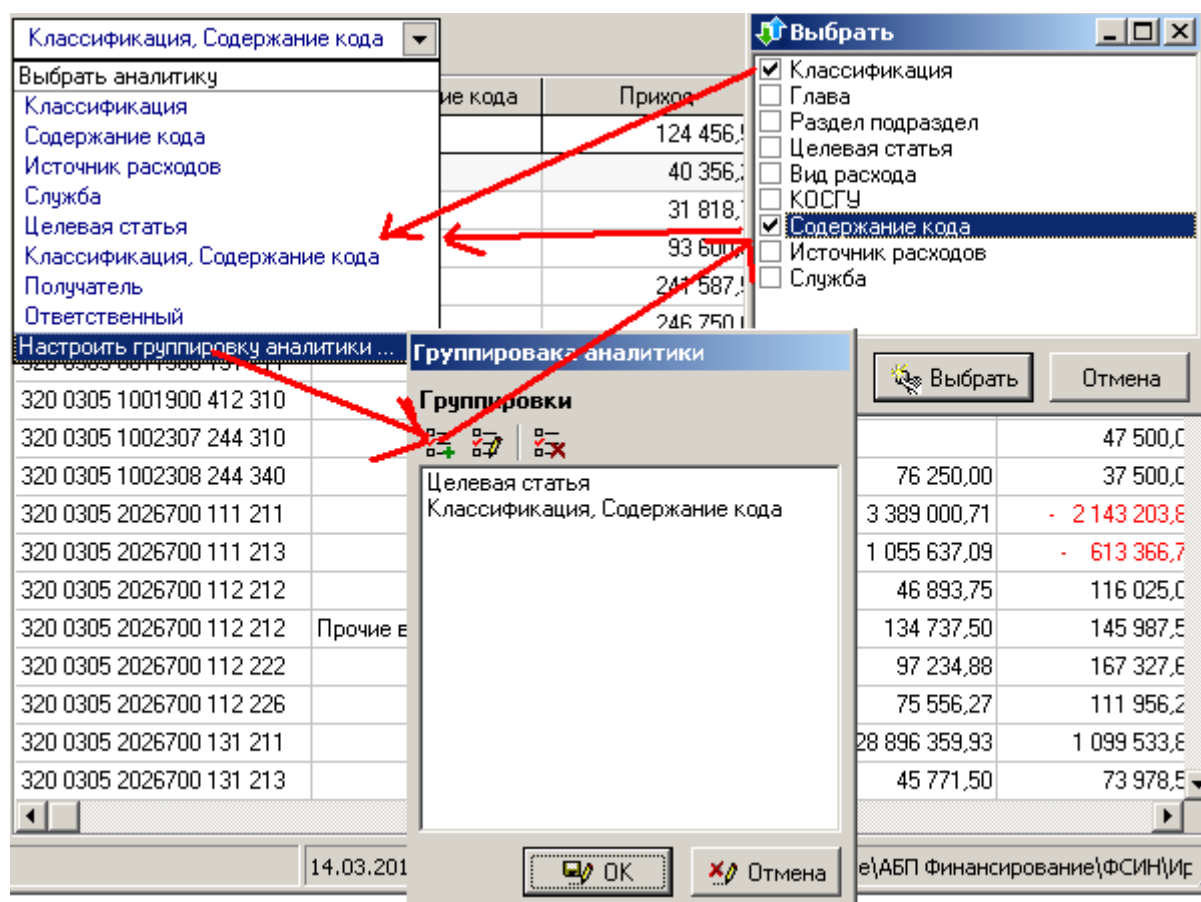 Классификация, Содержание кода
Выбрать аналитику
Классификация
Содержание кода
Источник расходов
Служба
Целевая статья
Классификация, Содержание кода
Получатель
Ответственный
Настроить группировку аналитики ...
Выбрать
Классификация
Глава
Раздел подраздел
Целевая статья
Вид расхода
КОСГУ
Содержание кода
Источник расходов
Служба
Выбрать Отмена
ие кода Приход
124 456,
40 356,
31 818,
93 600,
241 587,
246 750,
Группировака аналитики
Группировки
Целевая статья
Классификация, Содержание кода
OK Отмена
320 0305 1001900 412 310
320 0305 1002307 244 310 47 500,
320 0305 1002308 244 340 76 250,00 37 500,
320 0305 2026700 111 211 3 389 000,71 - 2 143 203,
320 0305 2026700 111 213 1 055 637,09 - 613 366,
320 0305 2026700 112 212 46 893,75 116 025,
320 0305 2026700 112 212 Прочие в 134 737,50 145 987,5
320 0305 2026700 112 222 97 234,88 167 327,
320 0305 2026700 112 226 75 556,27 111 956,2
320 0305 2026700 131 211 28 896 359,93 1 099 533,
320 0305 2026700 131 213 45 771,50 73 978,5
14.03.201 е\АБП Финансирование\ФСИН\Ир